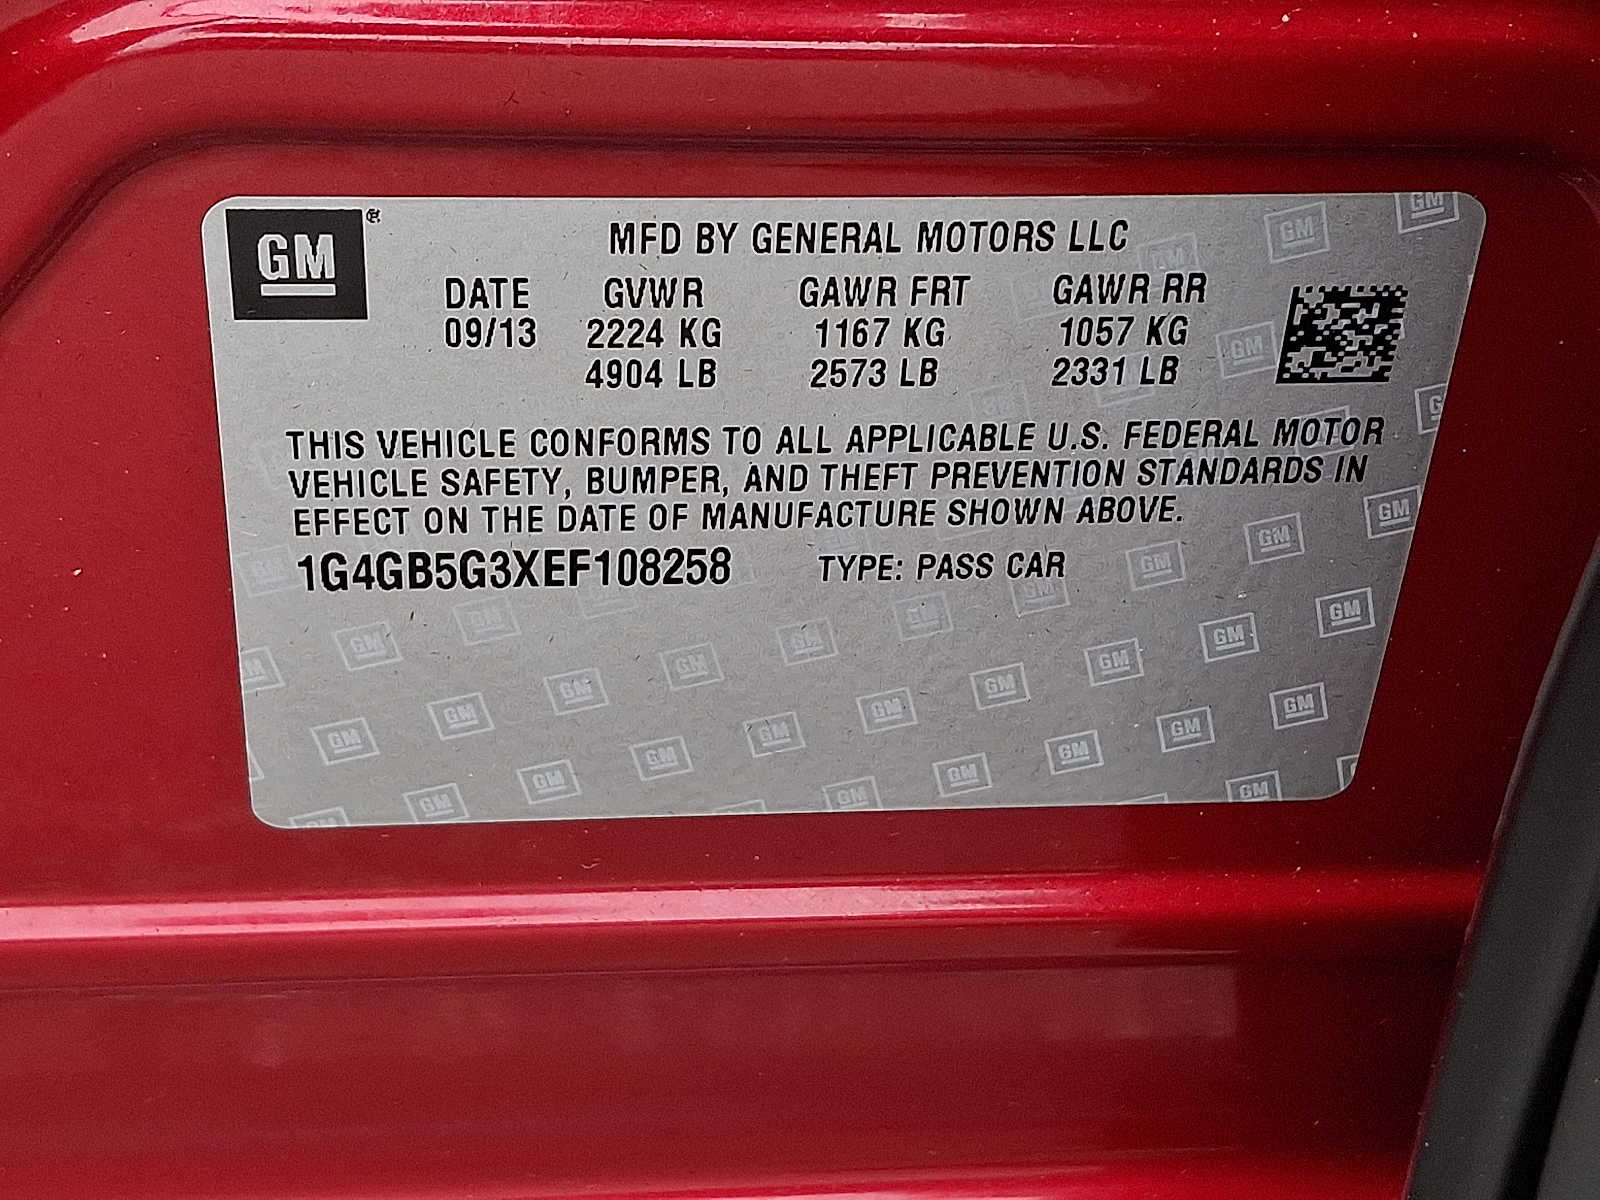 GM ®
MFD BY GENERAL MOTORS LLC
DATE GVWR GAWR FRT GAWR RR
09/13 2224 KG 1167 KG 1057 KG
4904 LB 2573 LB 2331 LB
THIS VEHICLE CONFORMS TO ALL APPLICABLE U.S. FEDERAL MOTOR
VEHICLE SAFETY, BUMPER, AND THEFT PREVENTION STANDARDS IN
EFFECT ON THE DATE OF MANUFACTURE SHOWN ABOVE.
1G4GB5G3XEF108258 TYPE: PASS CAR